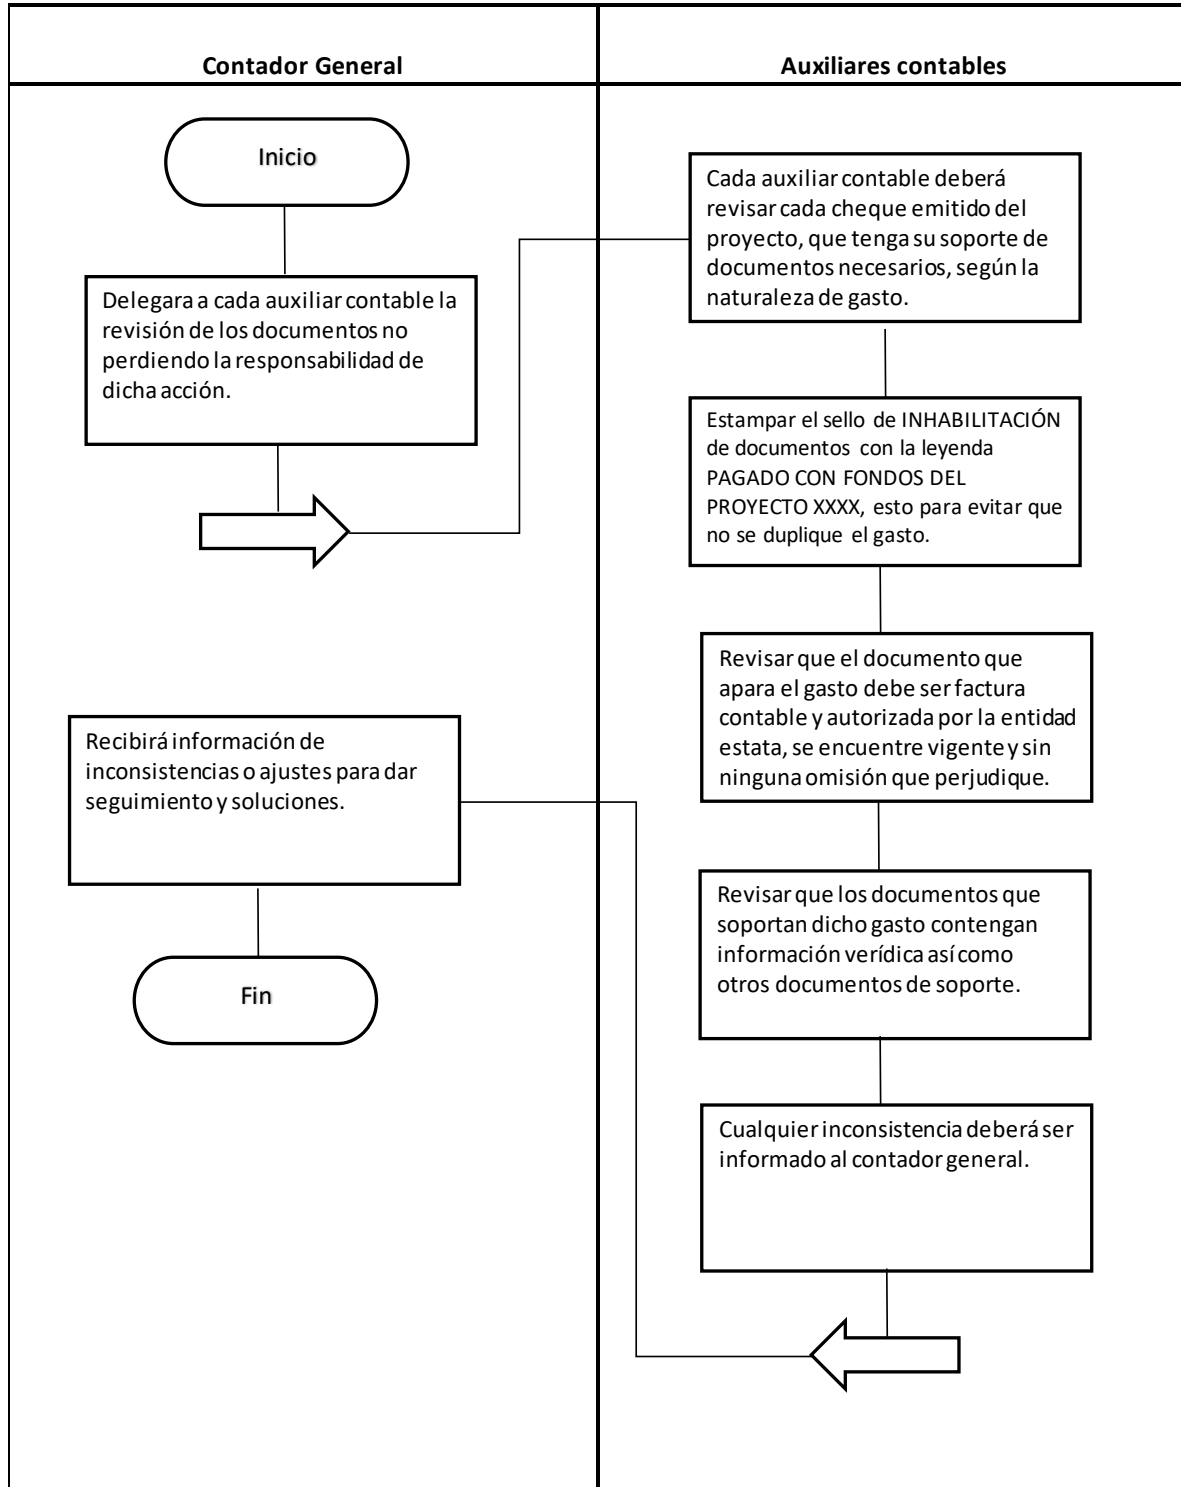 Contador General
Auxiliares contables
Inicio
Delegara a cada auxiliar contable la
revisión de los documentos no
perdiendo la responsabilidad de
dicha acción.
Cada auxiliar contable deberá
revisar cada cheque emitido del
proyecto, que tenga su soporte de
documentos necesarios, según la
naturaleza de gasto.
Estampar el sello de INHABILITACIÓN
de documentos con la leyenda
PAGADO CON FONDOS DEL
PROYECTO XXXX, esto para evitar que
no se duplique el gasto.
Revisar que el documento que
apara el gasto debe ser factura
contable y autorizada por la entidad
estata, se encuentre vigente y sin
ninguna omisión que perjudique.
Revisar que los documentos que
soportan dicho gasto contengan
información verídica así como
otros documentos de soporte.
Cualquier inconsistencia deberá ser
informado al contador general.
Recibirá información de
inconsistencias o ajustes para dar
seguimiento y soluciones.
Fin